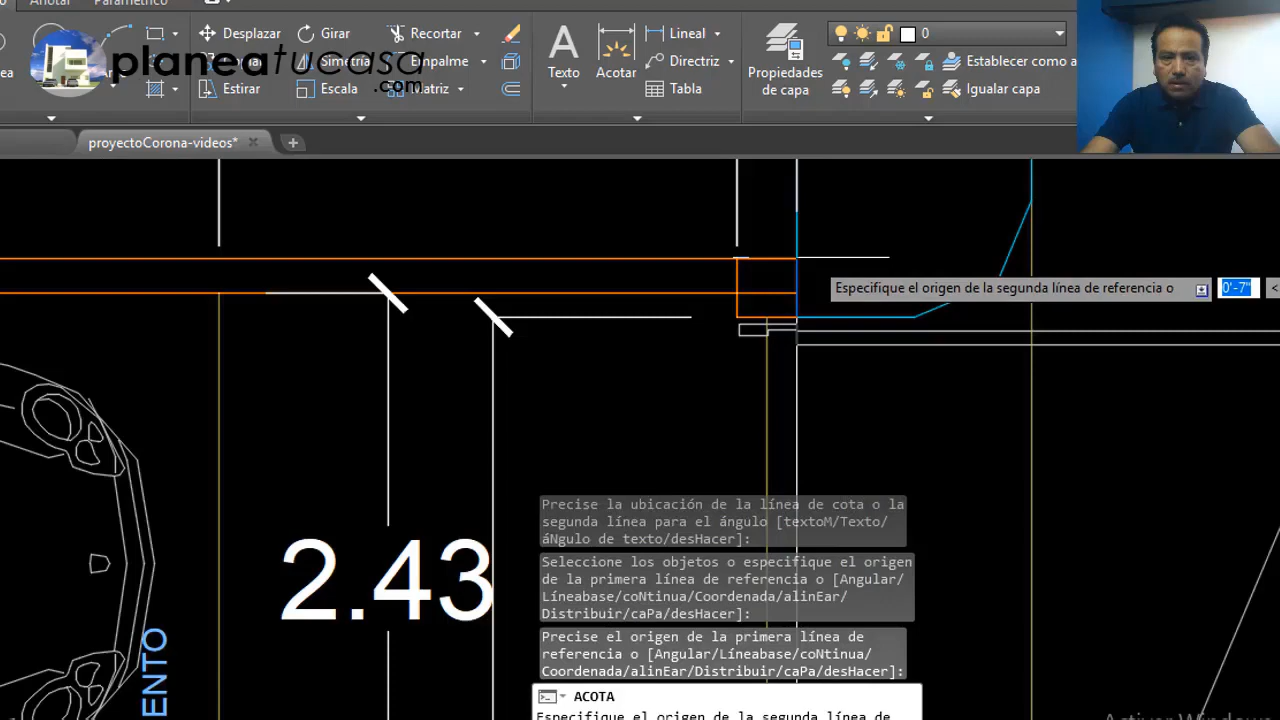 Anotar Paramétrico
Desplazar Girar Recortar
Simetría Empalme
Estirar Escala Matriz
Texto Acotar
Lineal
Directriz
Tabla
Propiedades
de capa
0
Establecer como a
Igualar capa
planeatucasa
.com
proyectoCorona-videos*
Especifique el origen de la segunda línea de referencia o 0'-7" <
2.43
ENTO
Precise la ubicación de la línea de cota o la
segunda línea para el ángulo [textoM/Texto/
áNgulo de texto/desHacer]:
Seleccione los objetos o especifique el origen
de la primera línea de referencia o [Angular/
Líneabase/coNtinua/Coordenada/alinEar/
Distribuir/caPa/desHacer]:
Precise el origen de la primera línea de
referencia o [Angular/Líneabase/coNtinua/
Coordenada/alinEar/Distribuir/caPa/desHacer]:
ACOTA
Especifique el origen de la segunda línea de